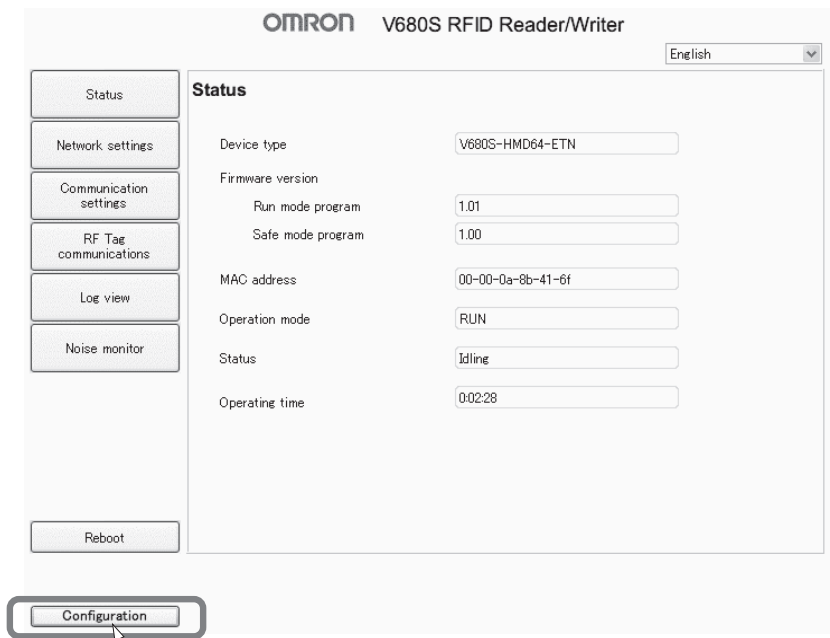 OMRON V680S RFID Reader/Writer
English
Status
Network settings
Communication
settings
RF Tag
communications
Log view
Noise monitor
Reboot
Configuration
Status
Device type V680S-HMD64-ETN
Firmware version
Run mode program 1.01
Safe mode program 1.00
MAC address 00-00-0a-8b-41-6f
Operation mode RUN
Status Idling
Operating time 0:02:28